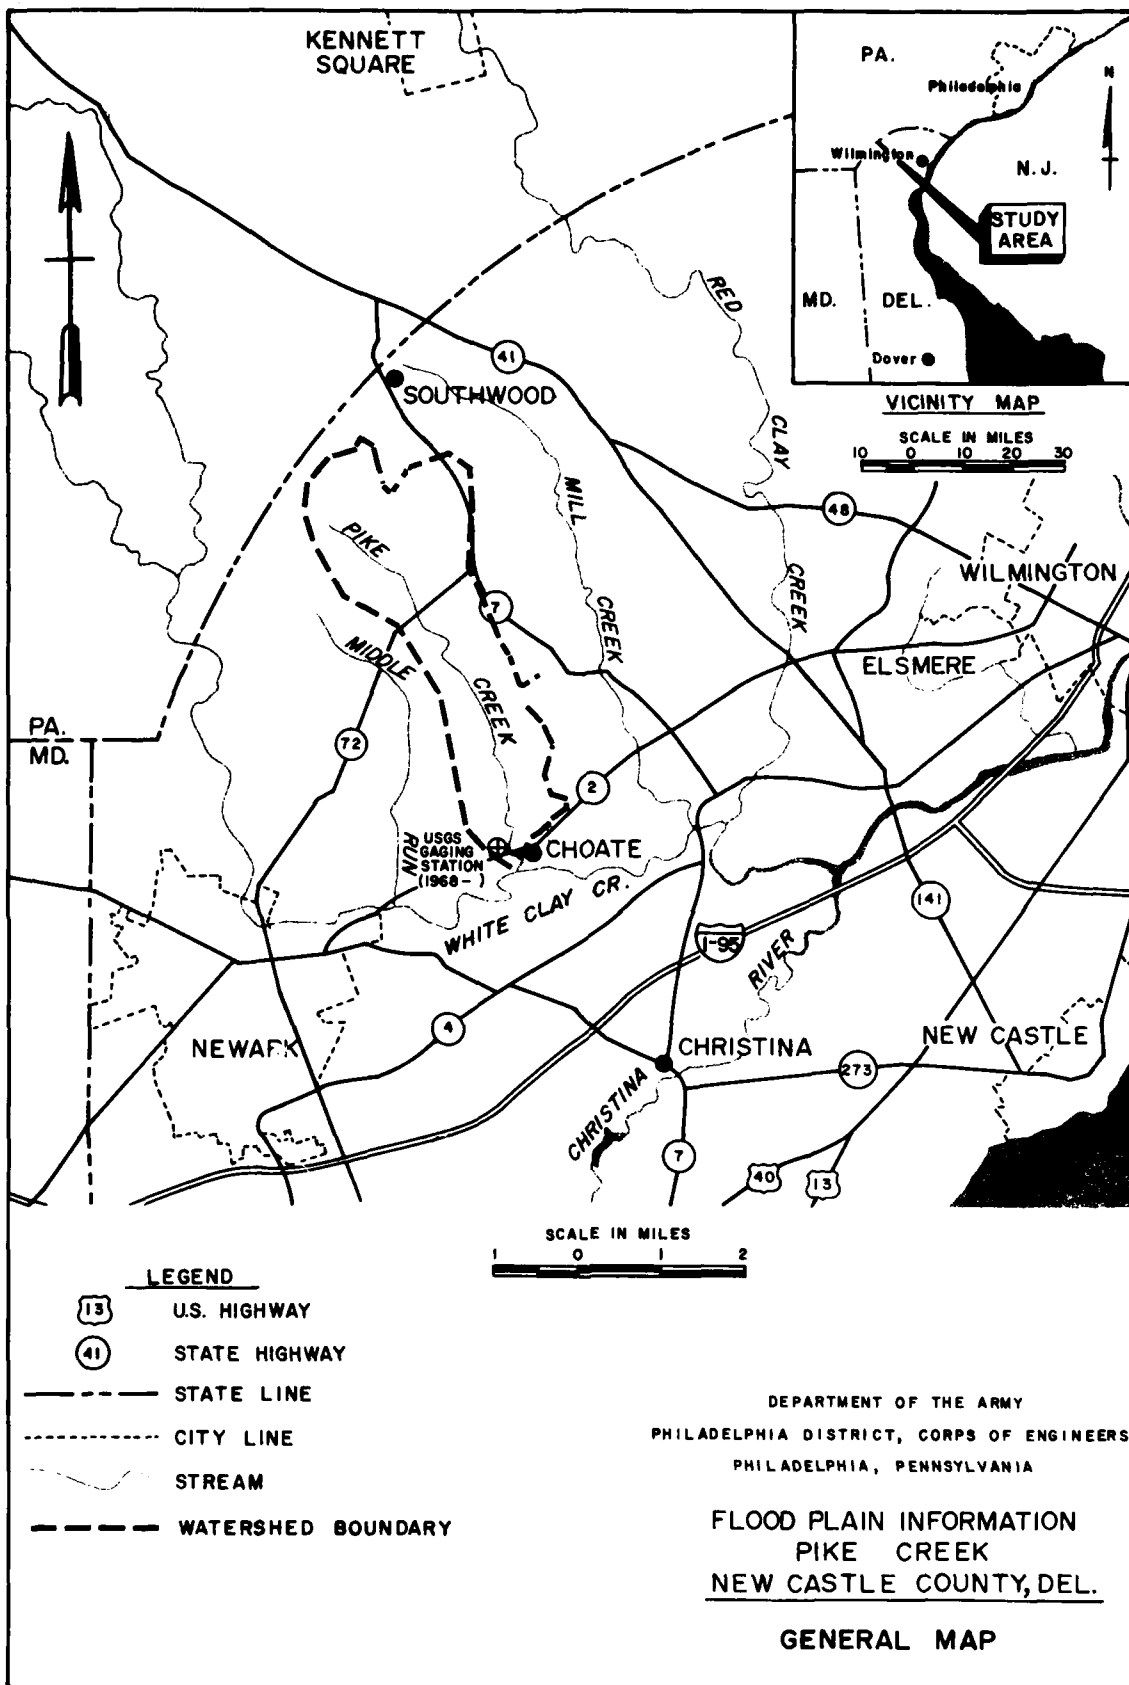 KENNETT
SQUARE
PA.
Philadelphia
N
Wilmington
N.J.
STUDY
AREA
MD.
DEL.
Dover
VICINITY MAP
SCALE IN MILES
10 0 10 20 30
RED
CLAY
CREEK
41
SOUTHWOOD
MILL
CREEK
48
PIKE
CREEK
WILMINGTON
7
MIDDLE
RUN
ELSMERE
PA.
MD.
72
2
USGS
GAGING
STATION
(1968- )
CHOATE
WHITE CLAY CR.
141
I-95
RIVER
NEWARK
4
CHRISTINA
NEW CASTLE
273
CHRISTINA
7
40
13
SCALE IN MILES
1 0 1 2
LEGEND
13 U.S. HIGHWAY
41 STATE HIGHWAY
STATE LINE
CITY LINE
STREAM
WATERSHED BOUNDARY
DEPARTMENT OF THE ARMY
PHILADELPHIA DISTRICT, CORPS OF ENGINEERS
PHILADELPHIA, PENNSYLVANIA
FLOOD PLAIN INFORMATION
PIKE CREEK
NEW CASTLE COUNTY, DEL.
GENERAL MAP